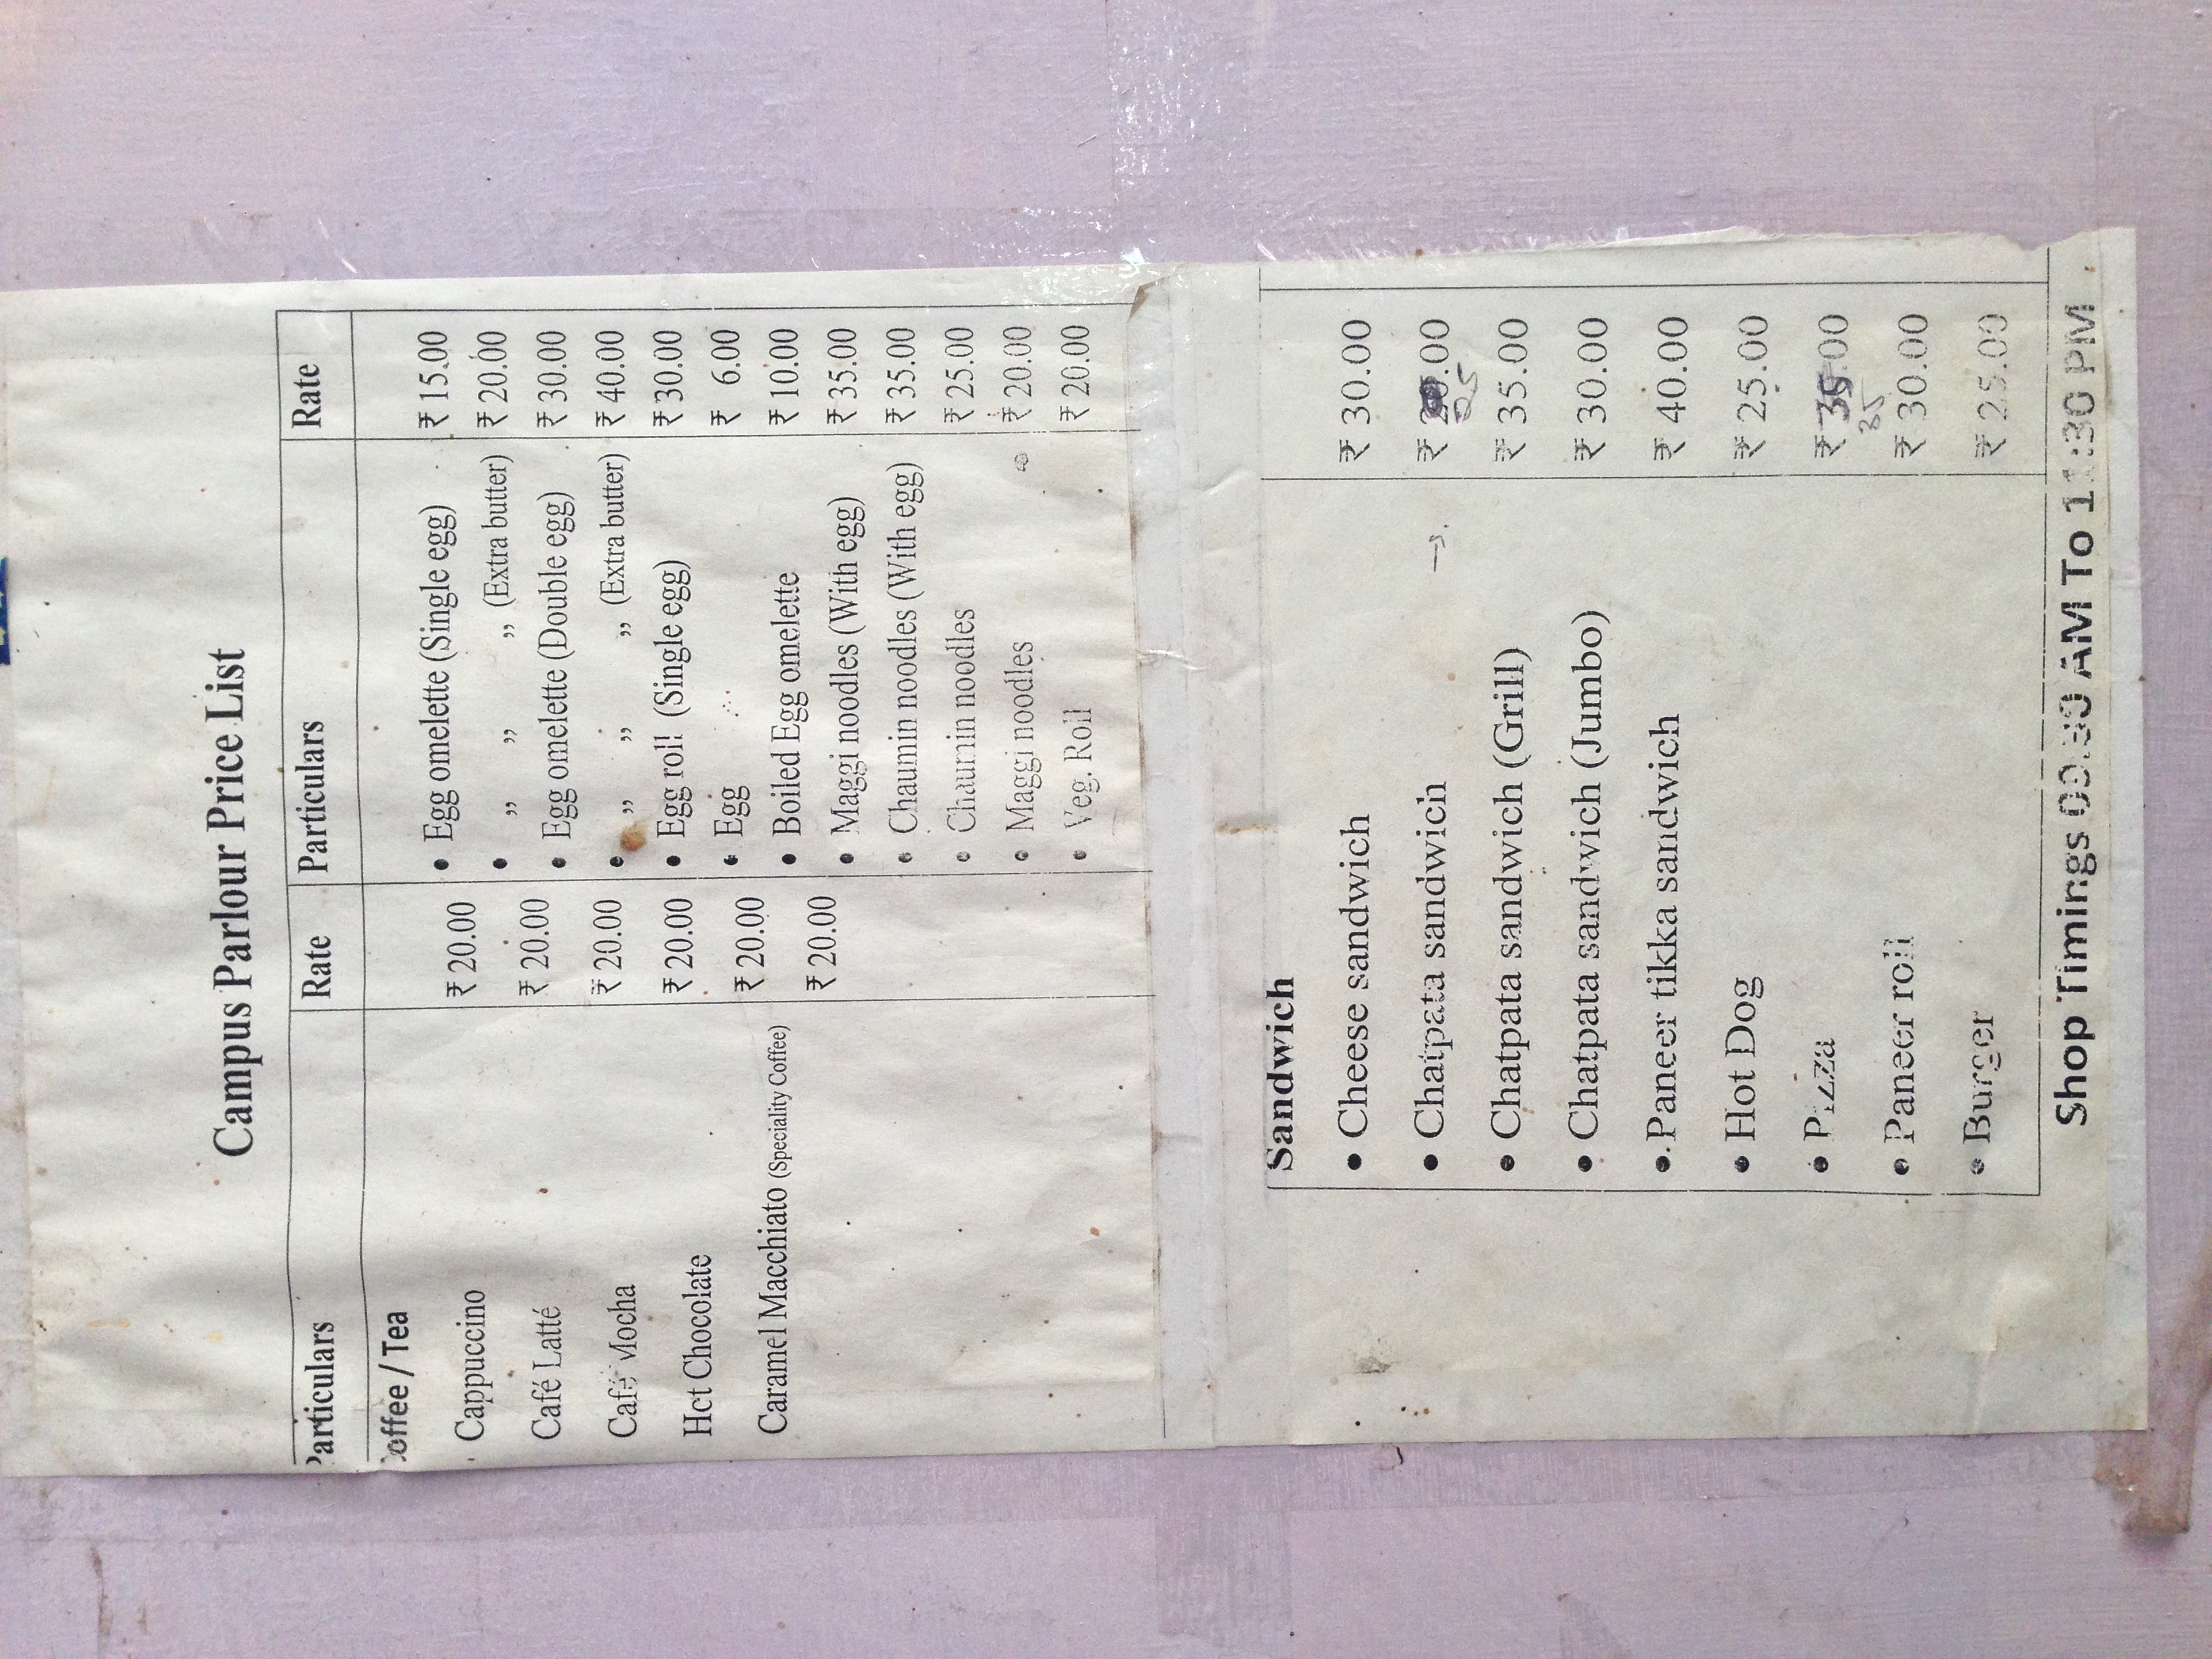 Campus Parlour Price List
Particulars Rate Particulars Rate
Coffee / Tea
Cappuccino ₹ 20.00
Café Latté ₹ 20.00
Café Mocha ₹ 20.00
Hot Chocolate ₹ 20.00
Caramel Macchiato (Speciality Coffee) ₹ 20.00
₹ 20.00
• Egg omelette (Single egg) ₹ 15.00
• „ „ „ (Extra butter) ₹ 20.00
• Egg omelette (Double egg) ₹ 30.00
• „ „ „ (Extra butter) ₹ 40.00
• Egg roll (Single egg) ₹ 30.00
• Egg ₹ 6.00
• Boiled Egg omelette ₹ 10.00
• Maggi noodles (With egg) ₹ 35.00
• Chaumin noodles (With egg) ₹ 35.00
• Chaumin noodles ₹ 25.00
• Maggi noodles ₹ 20.00
• Veg. Roll ₹ 20.00
Sandwich
• Cheese sandwich ₹ 30.00
• Chatpata sandwich → ₹ .00
25
• Chatpata sandwich (Grill) ₹ 35.00
• Chatpata sandwich (Jumbo) ₹ 30.00
• Paneer tikka sandwich ₹ 40.00
• Hot Dog ₹ 25.00
• Pizza ₹ .00
35
• Paneer roll ₹ 30.00
• Burger ₹ 25.00
Shop Timings AM To 11:30 PM